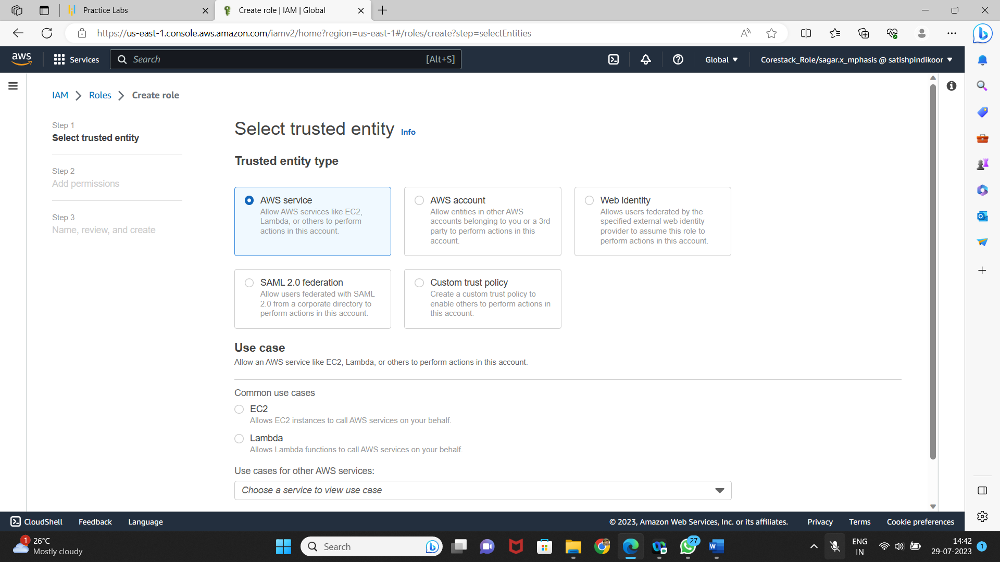 Practice Labs
Create role | IAM | Global
https://us-east-1.console.aws.amazon.com/iamv2/home?region=us-east-1#/roles/create?step=selectEntities
aws
Services
Search
[Alt+S]
Global
Corestack_Role/sagar.x_mphasis @ satishpindikoor
IAM
Roles
Create role
Step 1
Select trusted entity
Step 2
Add permissions
Step 3
Name, review, and create
Select trusted entity Info
Trusted entity type
AWS service
Allow AWS services like EC2,
Lambda, or others to perform
actions in this account.
AWS account
Allow entities in other AWS
accounts belonging to you or a 3rd
party to perform actions in this
account.
Web identity
Allows users federated by the
specified external web identity
provider to assume this role to
perform actions in this account.
SAML 2.0 federation
Allow users federated with SAML
2.0 from a corporate directory to
perform actions in this account.
Custom trust policy
Create a custom trust policy to
enable others to perform actions in
this account.
Use case
Allow an AWS service like EC2, Lambda, or others to perform actions in this account.
Common use cases
EC2
Allows EC2 instances to call AWS services on your behalf.
Lambda
Allows Lambda functions to call AWS services on your behalf.
Use cases for other AWS services:
Choose a service to view use case
CloudShell
Feedback
Language
© 2023, Amazon Web Services, Inc. or its affiliates.
Privacy
Terms
Cookie preferences
1
26°C
Mostly cloudy
Search
27
W
ENG
IN
14:42
29-07-2023
1